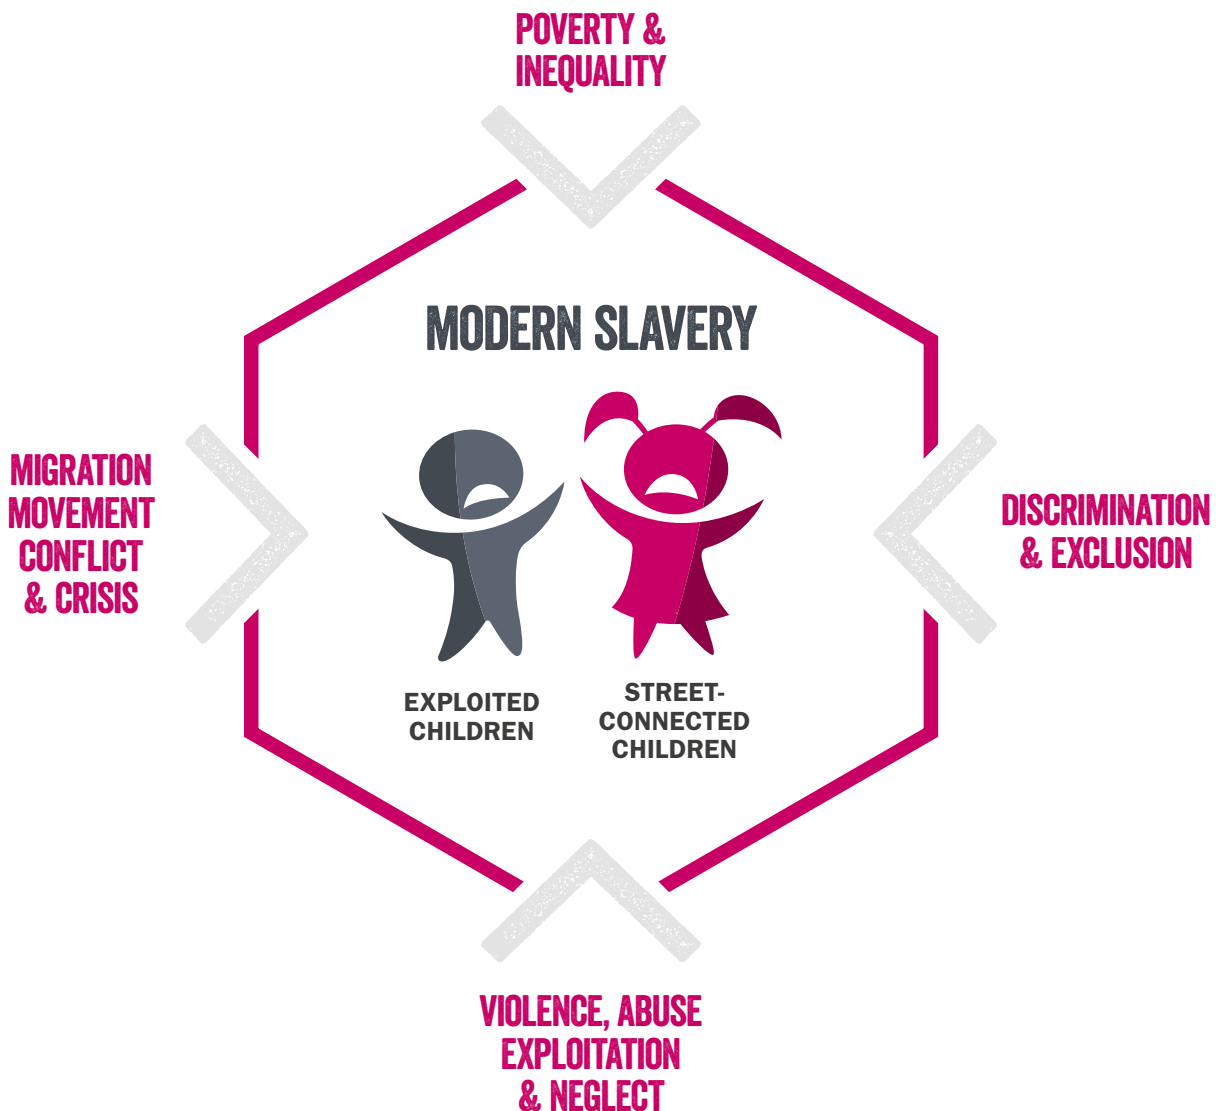 POVERTY &
INEQUALITY
MODERN SLAVERY
MIGRATION
MOVEMENT
CONFLICT
& CRISIS
DISCRIMINATION
& EXCLUSION
EXPLOITED
CHILDREN
STREET-
CONNECTED
CHILDREN
VIOLENCE, ABUSE
EXPLOITATION
& NEGLECT